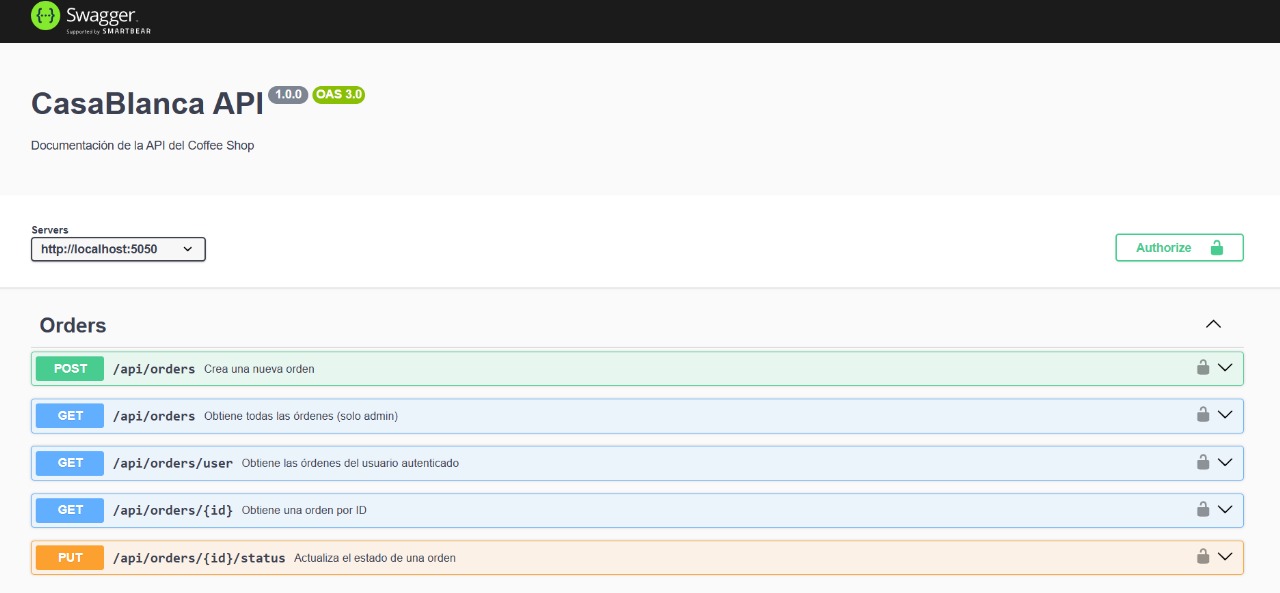 {··} Swagger.
Supported by SMARTBEAR
CasaBlanca API 1.0.0 OAS 3.0
Documentación de la API del Coffee Shop
Servers
http://localhost:5050
Authorize
Orders
POST /api/orders Crea una nueva orden
GET /api/orders Obtiene todas las órdenes (solo admin)
GET /api/orders/user Obtiene las órdenes del usuario autenticado
GET /api/orders/{id} Obtiene una orden por ID
PUT /api/orders/{id}/status Actualiza el estado de una orden